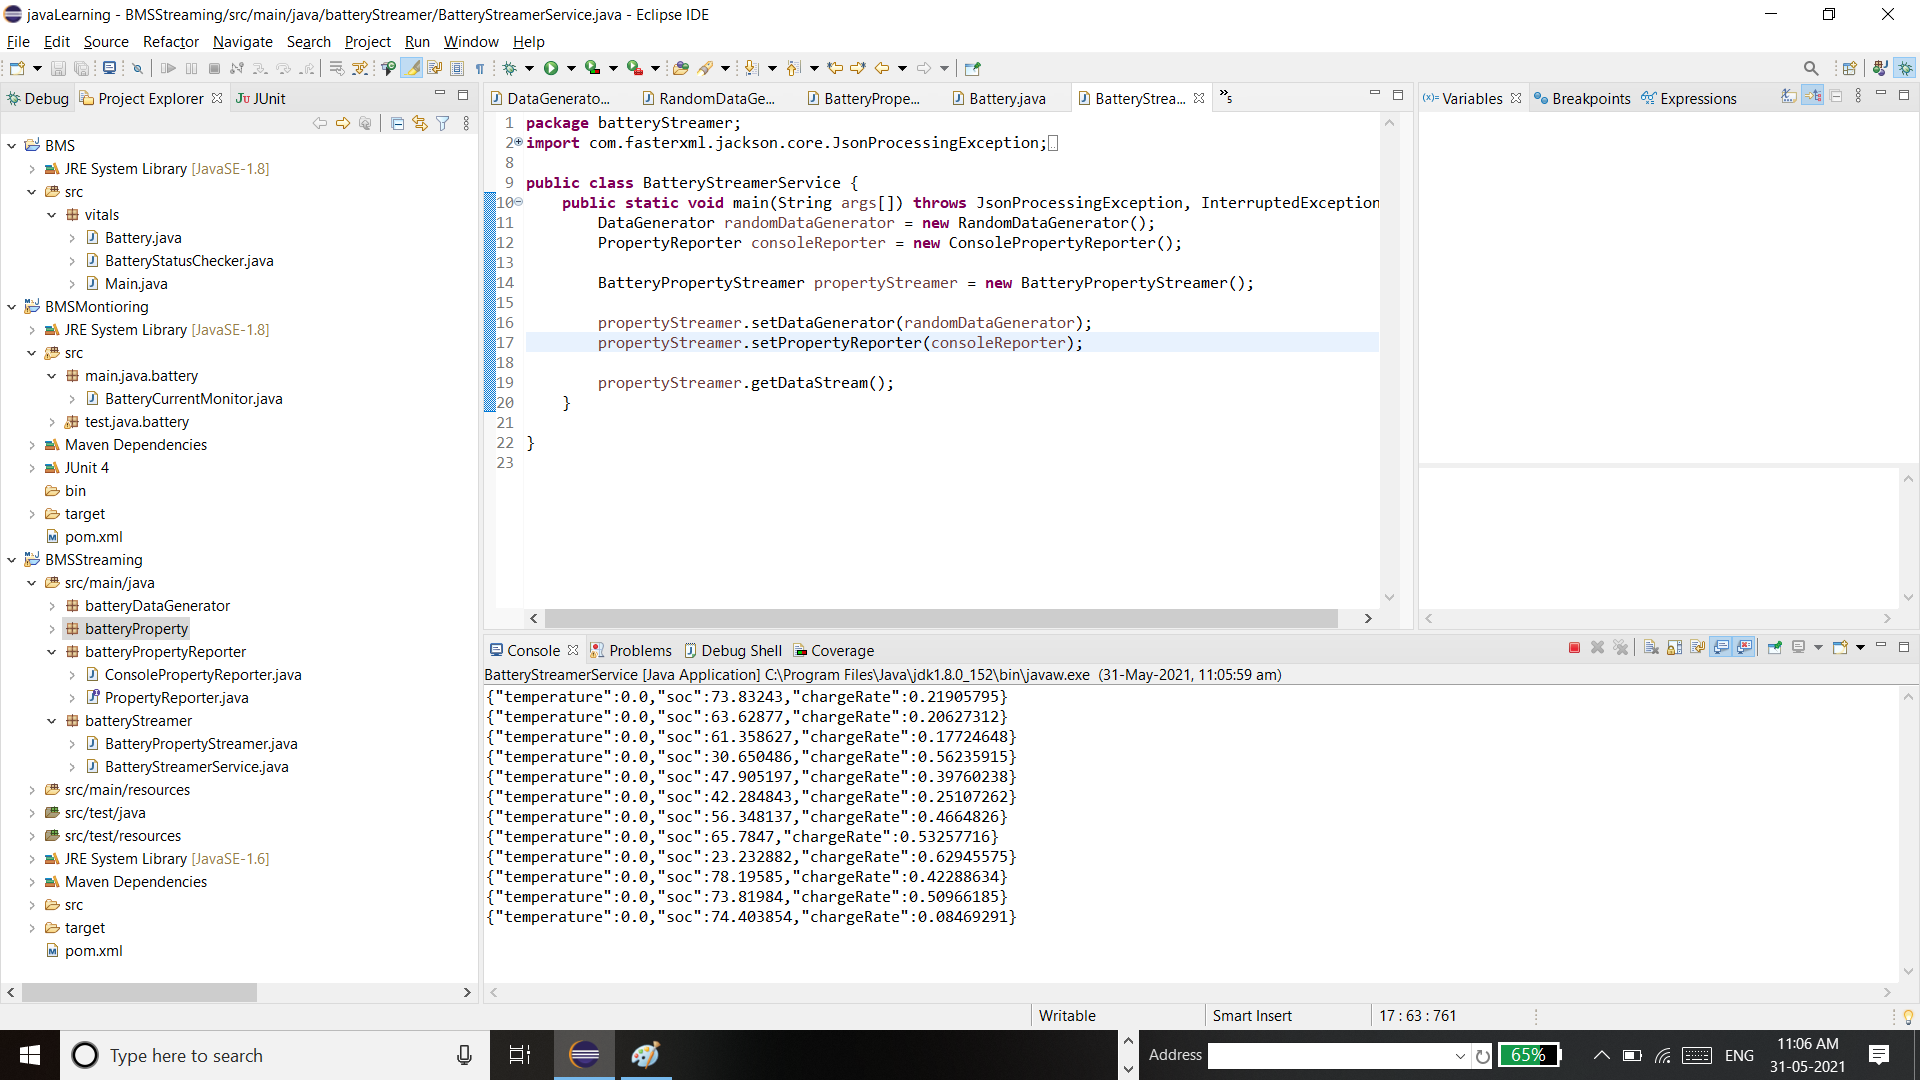 javaLearning - BMSStreaming/src/main/java/batteryStreamer/BatteryStreamerService.java - Eclipse IDE
File Edit Source Refactor Navigate Search Project Run Window Help
Debug Project Explorer JUnit
BMS
JRE System Library [JavaSE-1.8]
src
vitals
Battery.java
BatteryStatusChecker.java
Main.java
BMSMontioring
JRE System Library [JavaSE-1.8]
src
main.java.battery
BatteryCurrentMonitor.java
test.java.battery
Maven Dependencies
JUnit 4
bin
target
pom.xml
BMSStreaming
src/main/java
batteryDataGenerator
batteryProperty
batteryPropertyReporter
ConsolePropertyReporter.java
PropertyReporter.java
batteryStreamer
BatteryPropertyStreamer.java
BatteryStreamerService.java
src/main/resources
src/test/java
src/test/resources
JRE System Library [JavaSE-1.6]
Maven Dependencies
src
target
pom.xml
DataGenerato... RandomDataGe... BatteryPrope... Battery.java BatteryStrea... »5
1 package batteryStreamer;
2 import com.fasterxml.jackson.core.JsonProcessingException;
8
9 public class BatteryStreamerService {
10 public static void main(String args[]) throws JsonProcessingException, InterruptedException
11 DataGenerator randomDataGenerator = new RandomDataGenerator();
12 PropertyReporter consoleReporter = new ConsolePropertyReporter();
13
14 BatteryPropertyStreamer propertyStreamer = new BatteryPropertyStreamer();
15
16 propertyStreamer.setDataGenerator(randomDataGenerator);
17 propertyStreamer.setPropertyReporter(consoleReporter);
18
19 propertyStreamer.getDataStream();
20 }
21
22 }
23
(x)= Variables Breakpoints Expressions
Console Problems Debug Shell Coverage
BatteryStreamerService [Java Application] C:\Program Files\Java\jdk1.8.0_152\bin\javaw.exe (31-May-2021, 11:05:59 am)
{"temperature":0.0,"soc":73.83243,"chargeRate":0.21905795}
{"temperature":0.0,"soc":63.62877,"chargeRate":0.20627312}
{"temperature":0.0,"soc":61.358627,"chargeRate":0.17724648}
{"temperature":0.0,"soc":30.650486,"chargeRate":0.56235915}
{"temperature":0.0,"soc":47.905197,"chargeRate":0.39760238}
{"temperature":0.0,"soc":42.284843,"chargeRate":0.25107262}
{"temperature":0.0,"soc":56.348137,"chargeRate":0.4664826}
{"temperature":0.0,"soc":65.7847,"chargeRate":0.53257716}
{"temperature":0.0,"soc":23.232882,"chargeRate":0.62945575}
{"temperature":0.0,"soc":78.19585,"chargeRate":0.42288634}
{"temperature":0.0,"soc":73.81984,"chargeRate":0.50966185}
{"temperature":0.0,"soc":74.403854,"chargeRate":0.08469291}
Writable Smart Insert 17 : 63 : 761
Type here to search Address 65% ENG 11:06 AM
31-05-2021